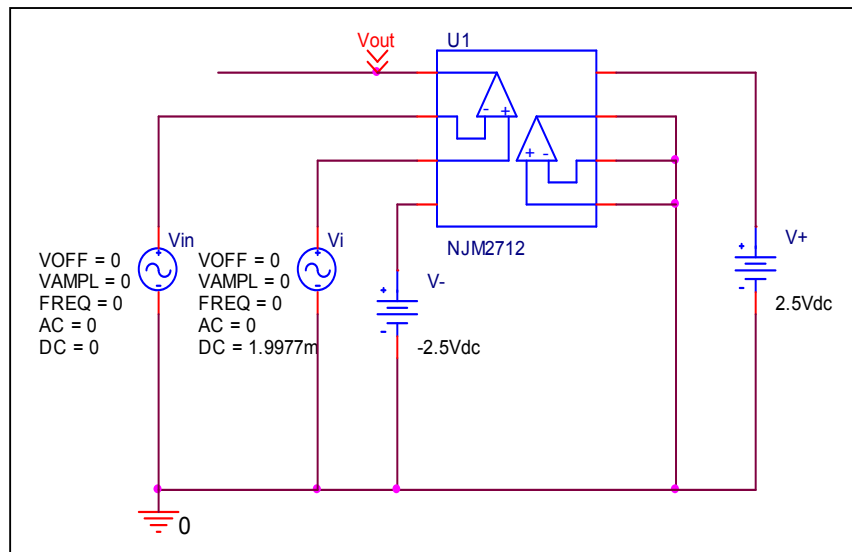 Vout
U1
- +
+ -
NJM2712
Vin
VOFF = 0
VAMPL = 0
FREQ = 0
AC = 0
DC = 0
+
-
Vi
VOFF = 0
VAMPL = 0
FREQ = 0
AC = 0
DC = 1.9977m
+
-
V-
+
-
-2.5Vdc
V+
+
-
2.5Vdc
0